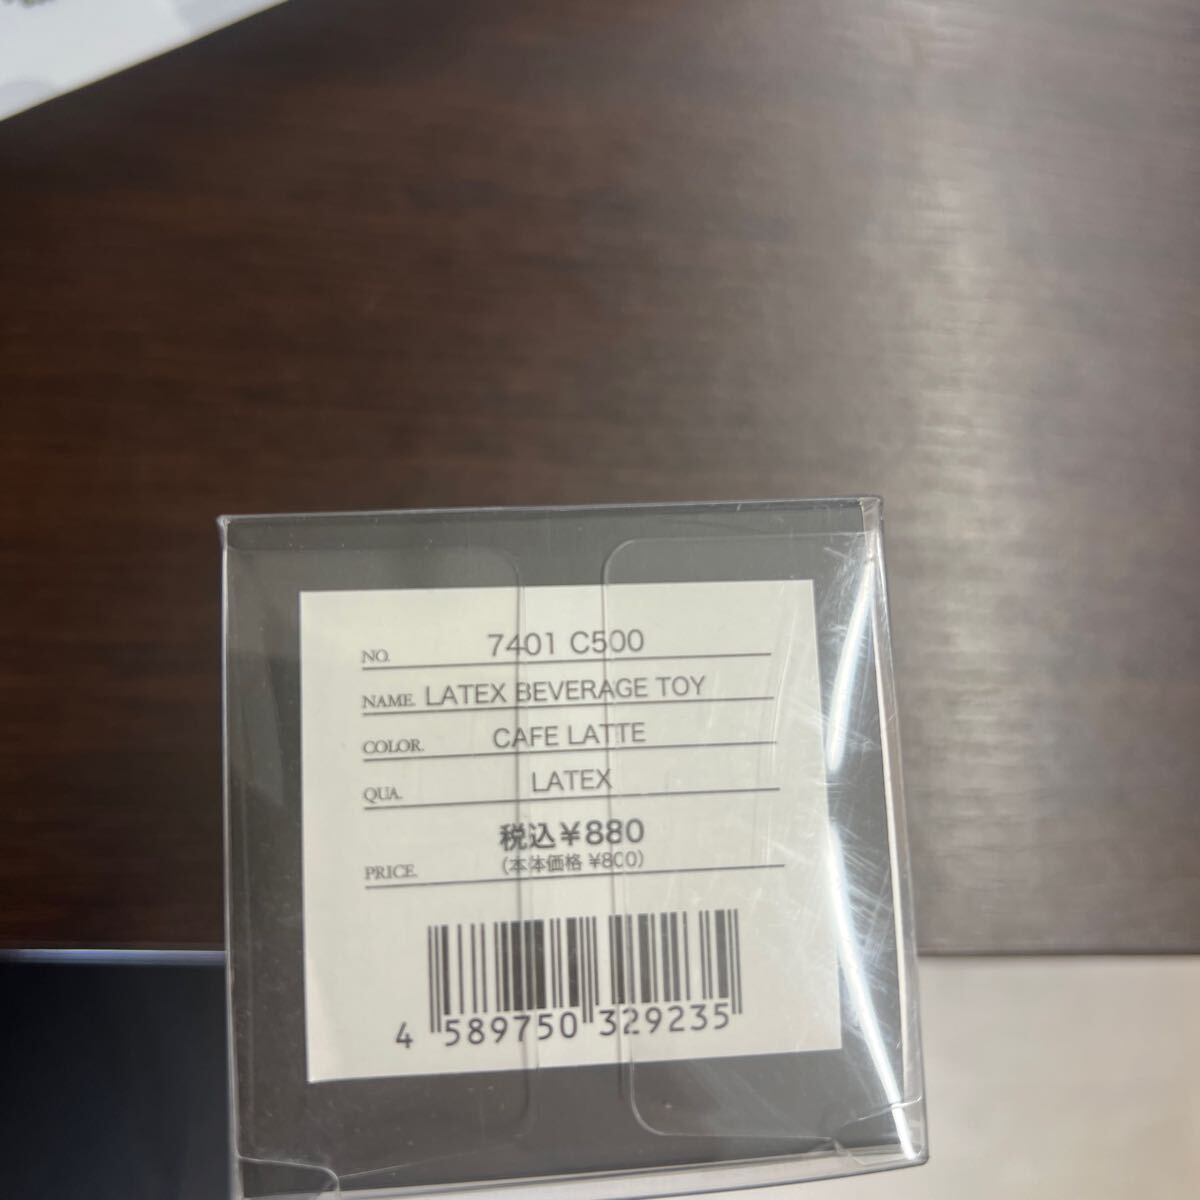 NO. 7401 C500
NAME. LATEX BEVERAGE TOY
COLOR. CAFE LATTE
QUA. LATEX
税込¥880
PRICE. (本体価格 ¥800)
4 589750 329235